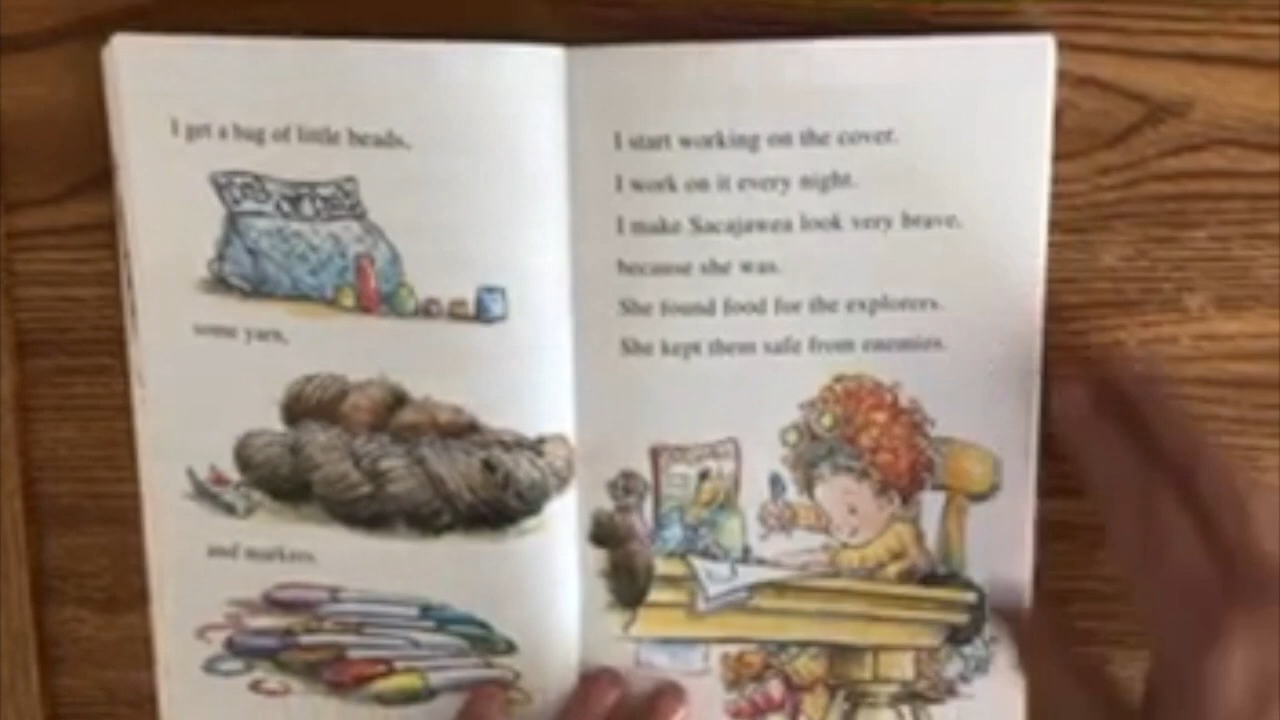 I get a bag of little beads,
some yarn,
and markers.
I start working on the cover.
I work on it every night.
I make Sacajawea look very brave,
because she was.
She found food for the explorers.
She kept them safe from enemies.